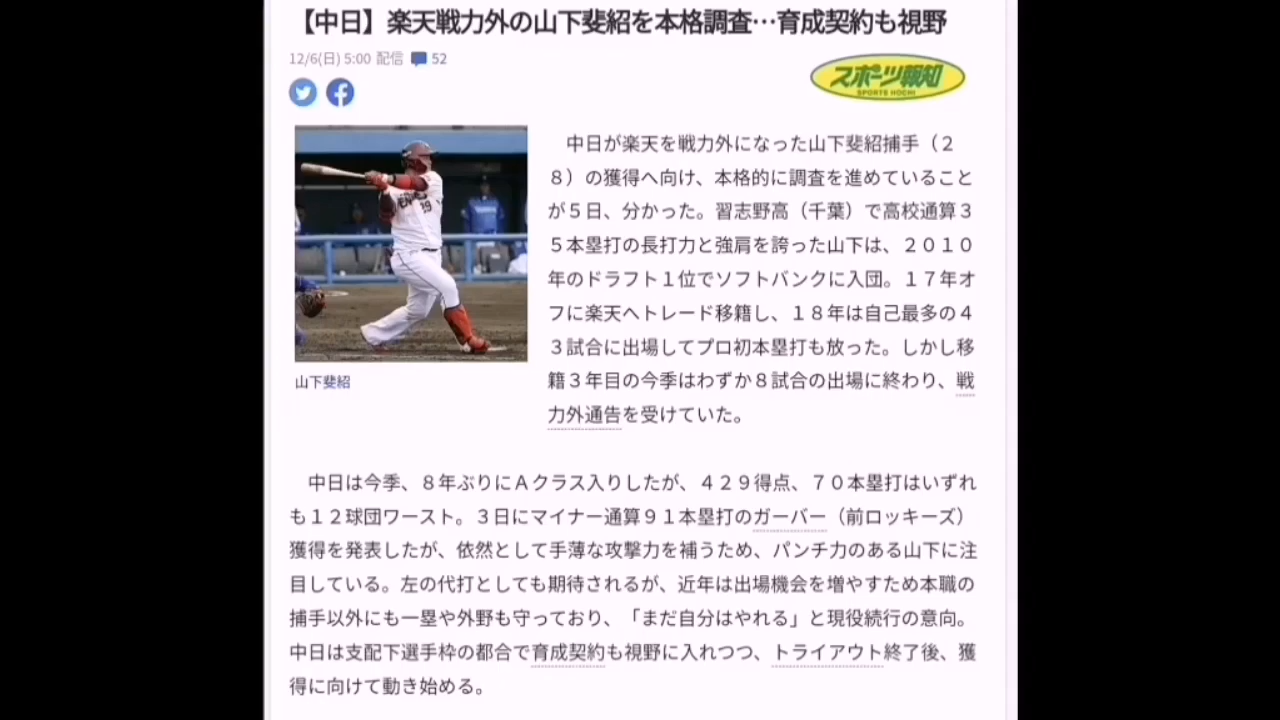 【中日】楽天戦力外の山下斐紹を本格調査…育成契約も視野
12/6(日) 5:00 配信 52
スポーツ報知
SPORTS HOCHI
39
山下斐紹
　中日が楽天を戦力外になった山下斐紹捕手（２
８）の獲得へ向け、本格的に調査を進めていること
が５日、分かった。習志野高（千葉）で高校通算３
５本塁打の長打力と強肩を誇った山下は、２０１０
年のドラフト１位でソフトバンクに入団。１７年オ
フに楽天へトレード移籍し、１８年は自己最多の４
３試合に出場してプロ初本塁打も放った。しかし移
籍３年目の今季はわずか８試合の出場に終わり、戦
力外通告を受けていた。
　中日は今季、８年ぶりにＡクラス入りしたが、４２９得点、７０本塁打はいずれ
も１２球団ワースト。３日にマイナー通算９１本塁打のガーバー（前ロッキーズ）
獲得を発表したが、依然として手薄な攻撃力を補うため、パンチ力のある山下に注
目している。左の代打としても期待されるが、近年は出場機会を増やすため本職の
捕手以外にも一塁や外野も守っており、「まだ自分はやれる」と現役続行の意向。
中日は支配下選手枠の都合で育成契約も視野に入れつつ、トライアウト終了後、獲
得に向けて動き始める。